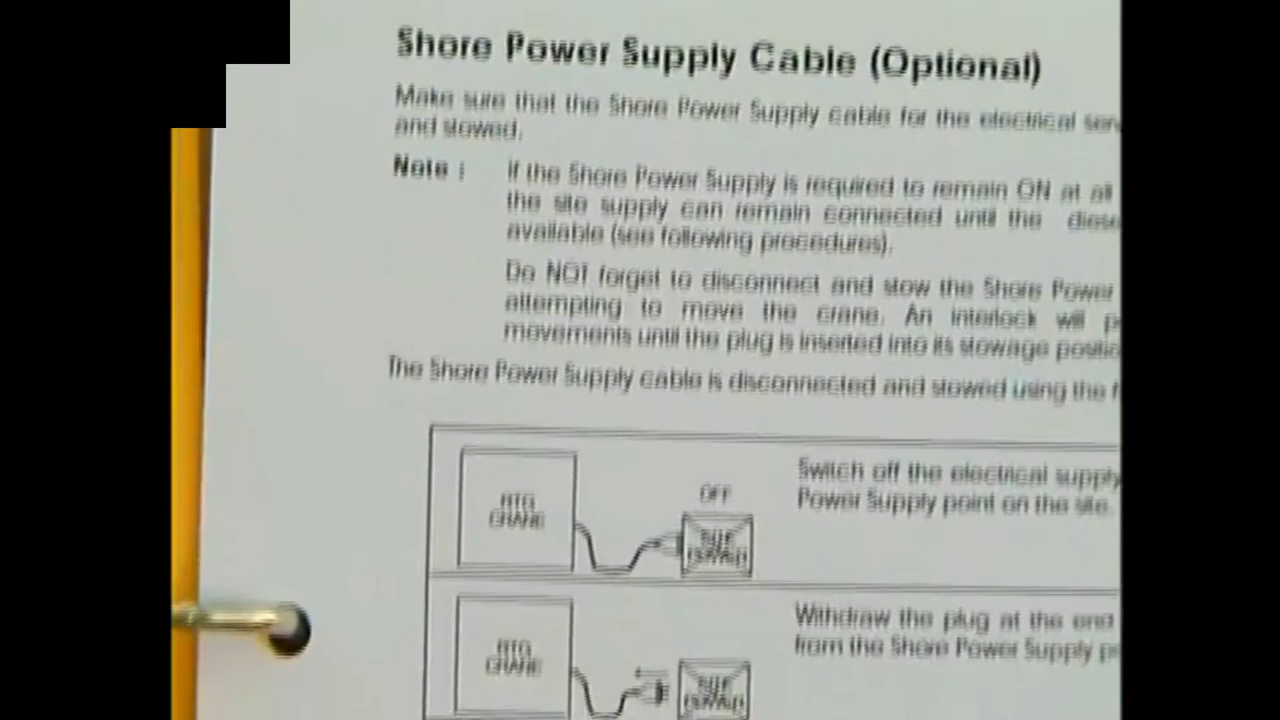 Shore Power Supply Cable (Optional)
Make sure that the Shore Power Supply cable for the electrical
and stowed.
Note : If the Shore Power Supply is required to remain ON at all
the site supply can remain connected until the
available (see following procedures).
Do NOT forget to disconnect and stow the Shore Power
attempting to move the crane. An interlock will
movements until the plug is inserted into its stowage
The Shore Power Supply cable is disconnected and stowed using the
Switch off the electrical supply
Power Supply point on the site.
OFF
RTG
CRANE
Withdraw the plug at the end
from the Shore Power Supply
RTG
CRANE